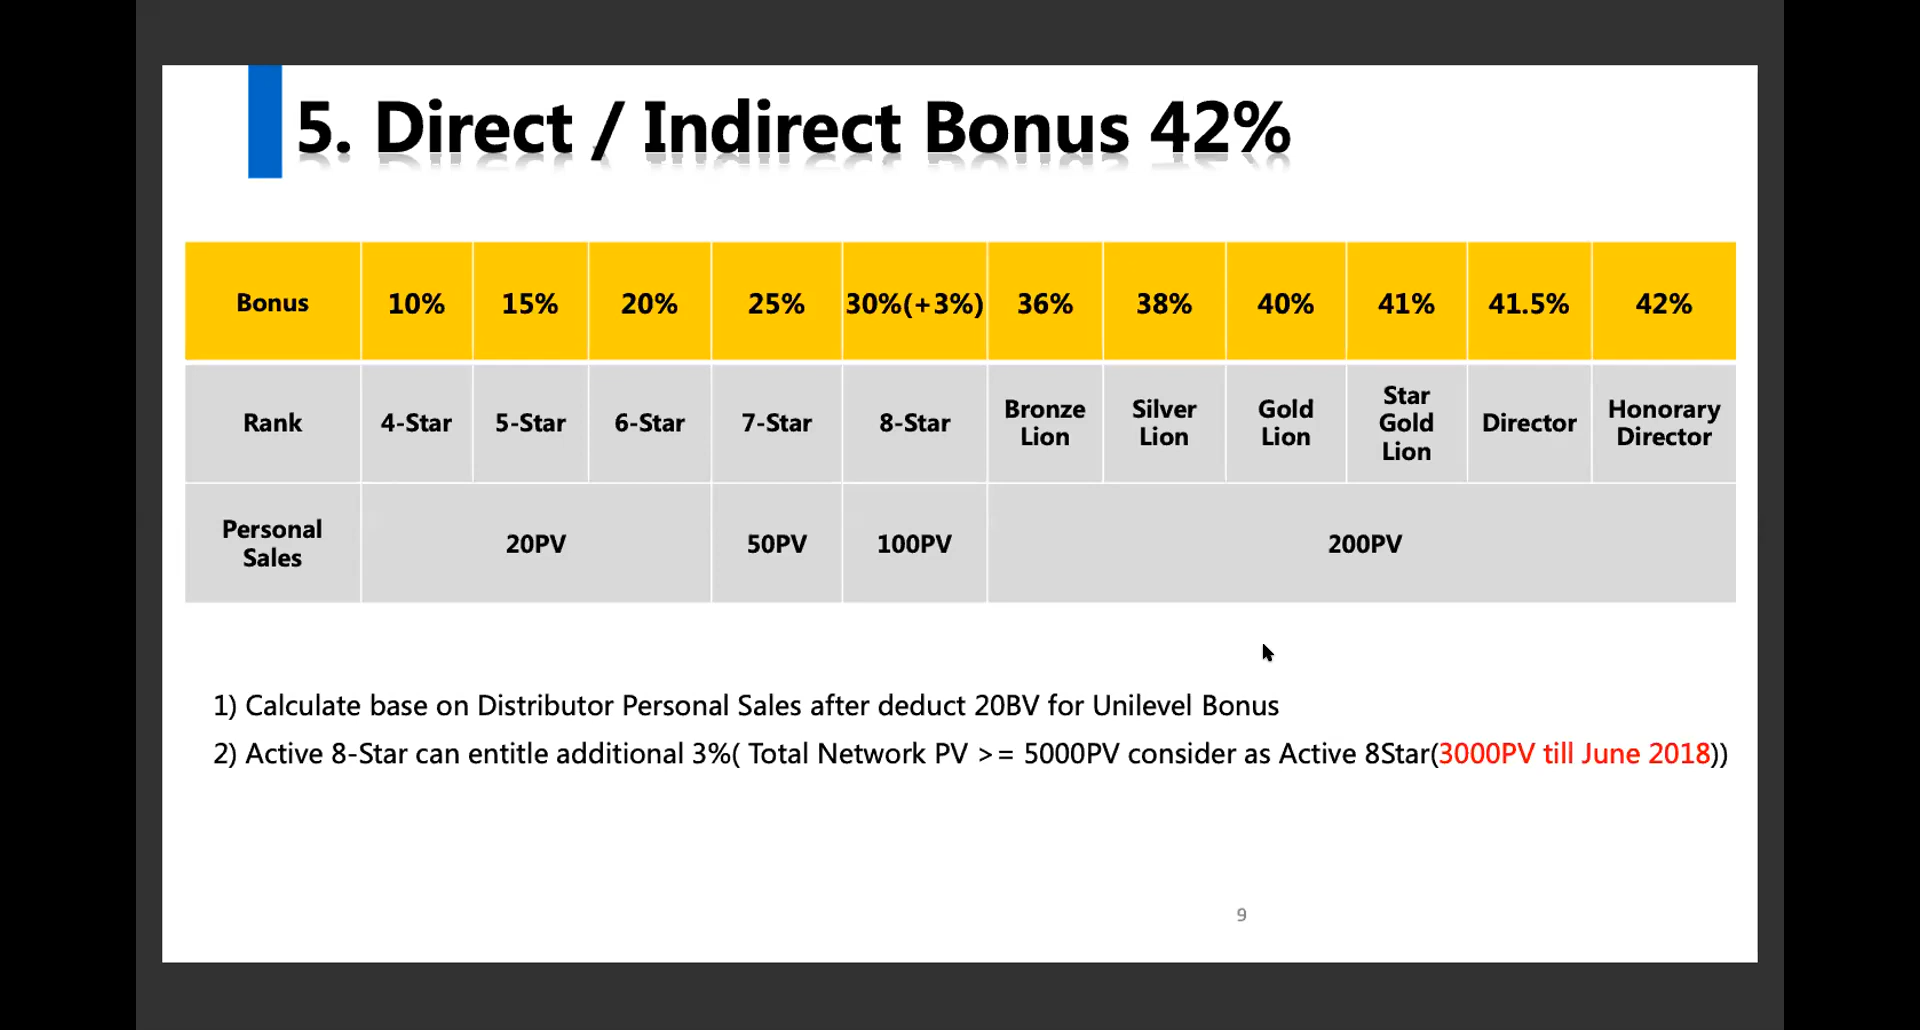 5. Direct / Indirect Bonus 42%
Bonus 10% 15% 20% 25% 30%(+3%) 36% 38% 40% 41% 41.5% 42%
Rank 4-Star 5-Star 6-Star 7-Star 8-Star Bronze Lion Silver Lion Gold Lion Star Gold Lion Director Honorary Director
Personal Sales 20PV 50PV 100PV 200PV
1) Calculate base on Distributor Personal Sales after deduct 20BV for Unilevel Bonus
2) Active 8-Star can entitle additional 3%( Total Network PV >= 5000PV consider as Active 8Star(3000PV till June 2018))
9